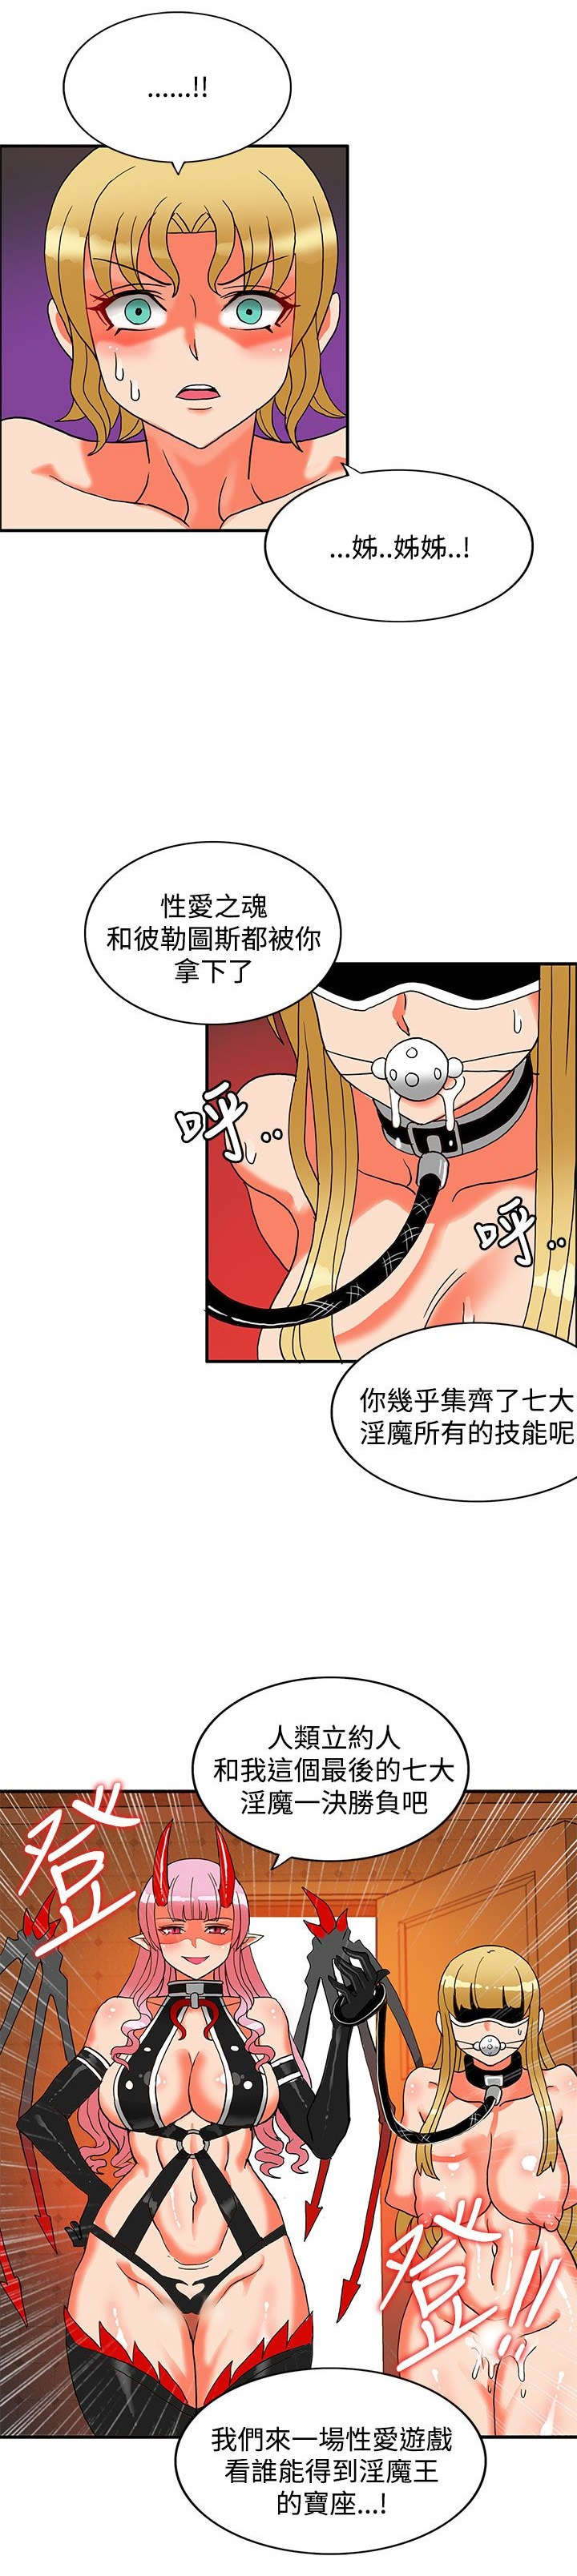 ......!!
...姊..姊姊..!
性愛之魂
和彼勒圖斯都被你
拿下了
呼..
呼..
你幾乎集齊了七大
淫魔所有的技能呢
人類立約人
和我這個最後的七大
淫魔一決勝負吧
登
登!!
我們來一場性愛遊戲
看誰能得到淫魔王
的寶座...!